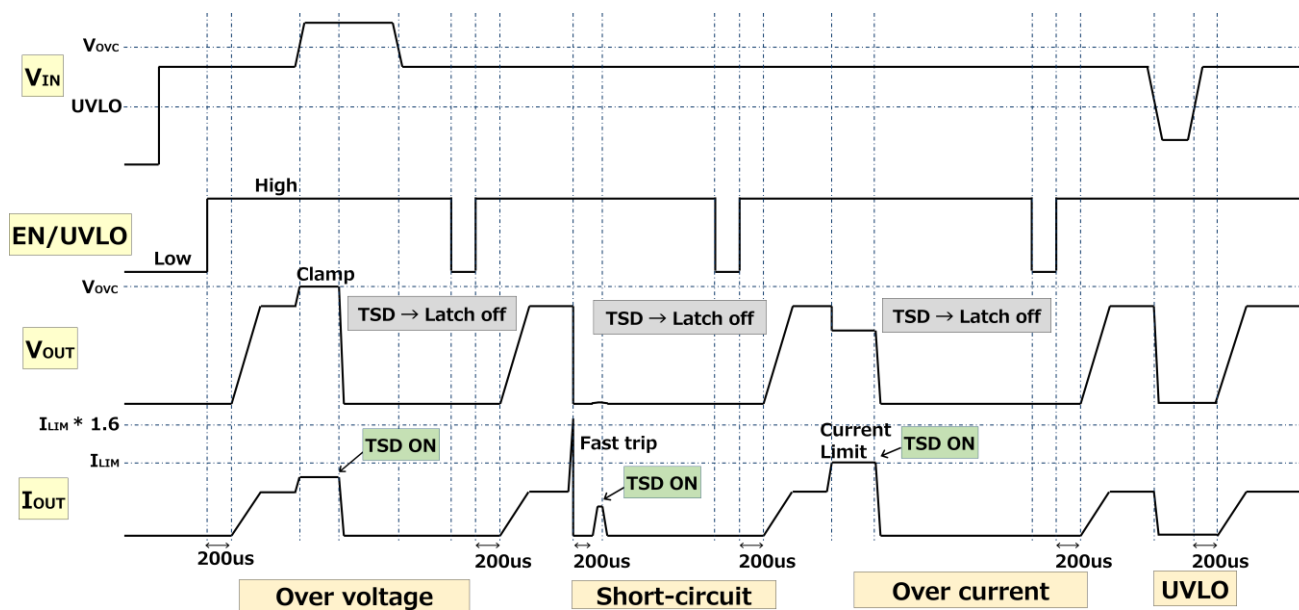 VOVC
VIN
UVLO
High
EN/UVLO
Low
VOVC
Clamp
TSD → Latch off
TSD → Latch off
TSD → Latch off
VOUT
ILIM * 1.6
Fast trip
Current
Limit
TSD ON
TSD ON
ILIM
TSD ON
IOUT
200us
200us
200us
200us
200us
200us
Over voltage
Short-circuit
Over current
UVLO